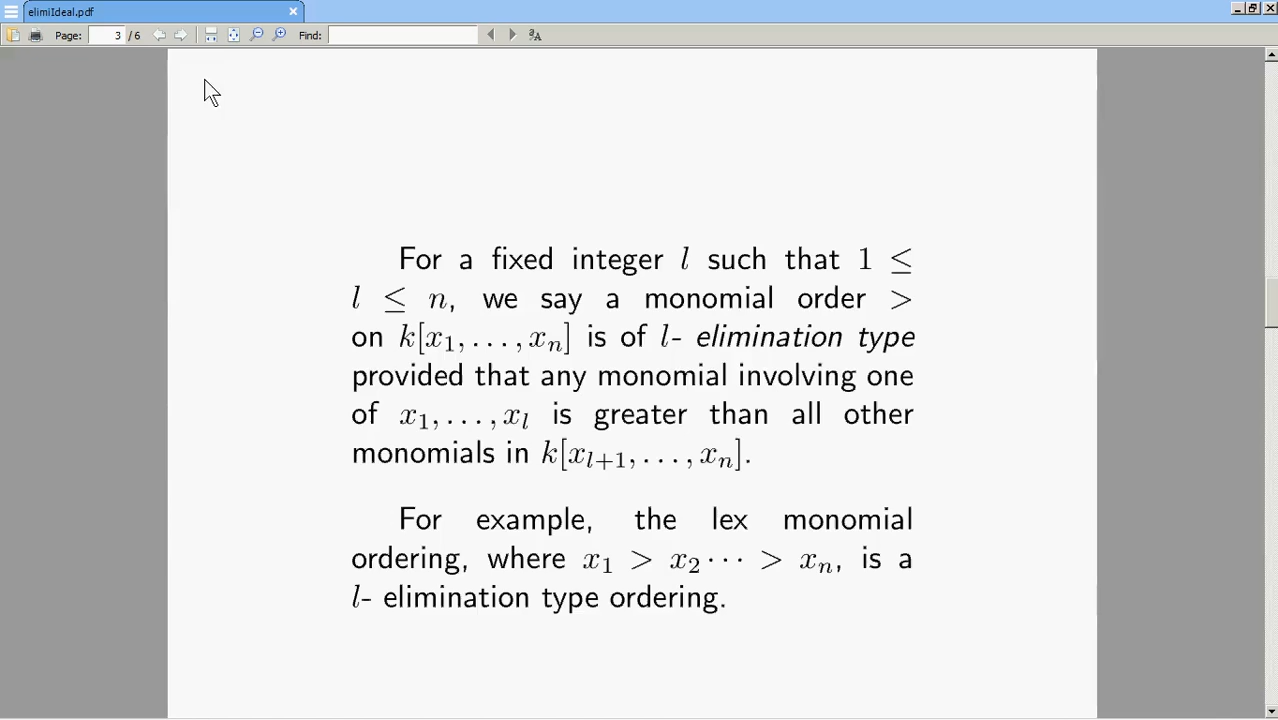 elimiIdeal.pdf
Page: 3 / 6 Find:
For a fixed integer l such that 1 ≤
l ≤ n, we say a monomial order >
on k[x₁, . . . , xₙ] is of l- elimination type
provided that any monomial involving one
of x₁, . . . , xₗ is greater than all other
monomials in k[xₗ₊₁, . . . , xₙ].
For example, the lex monomial
ordering, where x₁ > x₂ · · · > xₙ, is a
l- elimination type ordering.